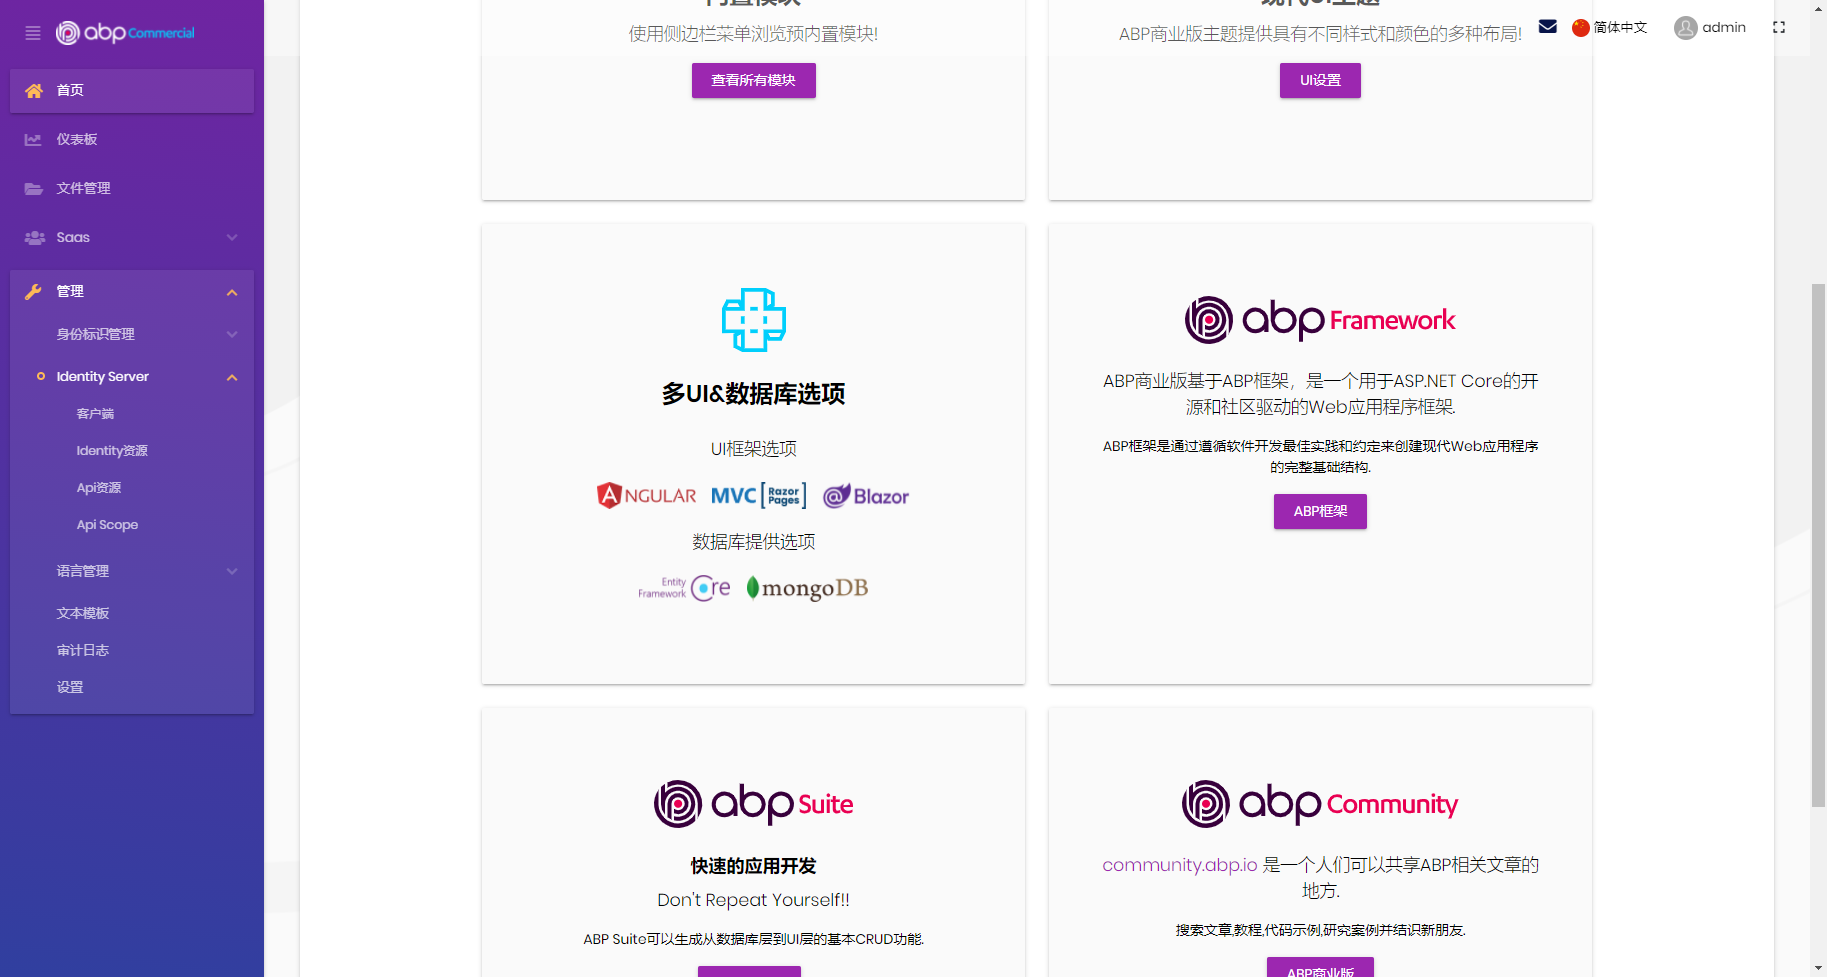 abp Commercial
首页
仪表板
文件管理
Saas
管理
身份标识管理
Identity Server
客户端
Identity资源
Api资源
Api Scope
语言管理
文本模板
审计日志
设置
简体中文
admin
内置模块
使用侧边栏菜单浏览预内置模块!
查看所有模块
现代UI主题
ABP商业版主题提供具有不同样式和颜色的多种布局!
UI设置
多UI&数据库选项
UI框架选项
ANGULAR MVC [Razor Pages] Blazor
数据库提供选项
Entity Framework Core mongoDB
abp Framework
ABP商业版基于ABP框架，是一个用于ASP.NET Core的开
源和社区驱动的Web应用程序框架.
ABP框架是通过遵循软件开发最佳实践和约定来创建现代Web应用程序
的完整基础结构.
ABP框架
abp Suite
快速的应用开发
Don't Repeat Yourself!!
ABP Suite可以生成从数据库层到UI层的基本CRUD功能.
abp Community
community.abp.io 是一个人们可以共享ABP相关文章的
地方.
搜索文章,教程,代码示例,研究案例并结识新朋友.
ABP商业版